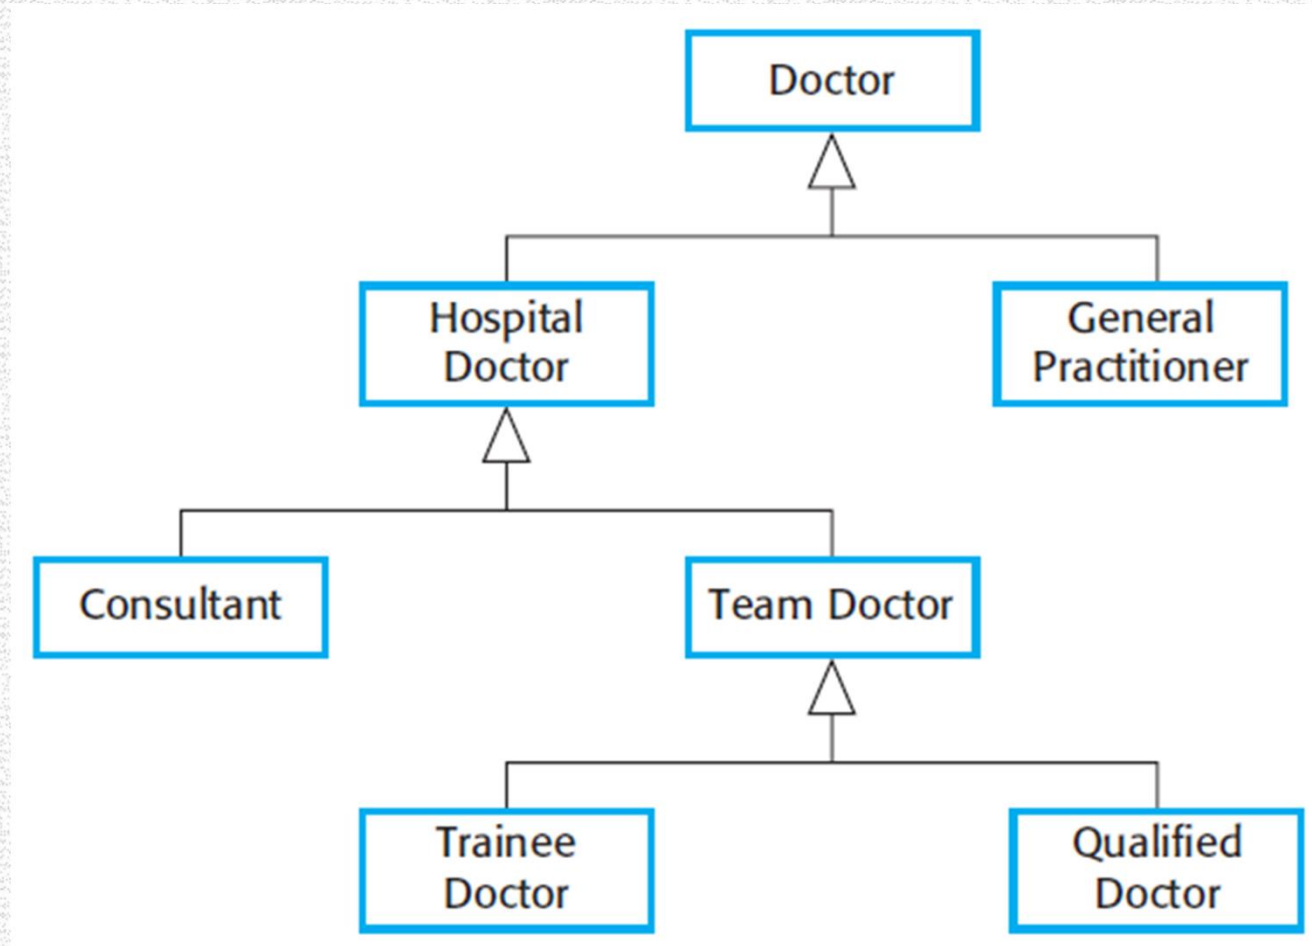 Doctor
Hospital
Doctor
General
Practitioner
Consultant
Team Doctor
Trainee
Doctor
Qualified
Doctor